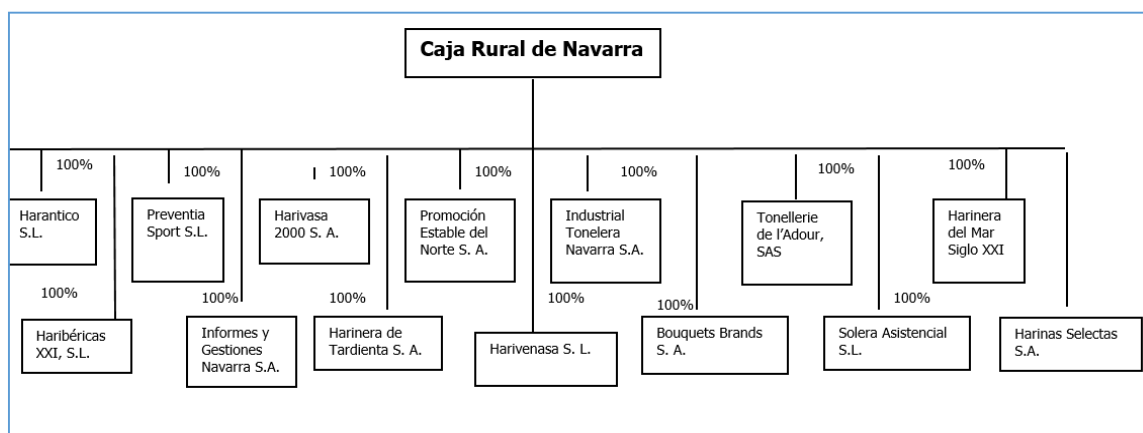 Caja Rural de Navarra
100%
100%
100%
100%
100%
100%
100%
Harantico
S.L.
Preventia
Sport S.L.
Harivasa
2000 S. A.
Promoción
Estable del
Norte S. A.
Industrial
Tonelera
Navarra S.A.
Tonellerie
de l'Adour,
SAS
Harinera
del Mar
Siglo XXI
100%
100%
100%
100%
100%
100%
Haribéricas
XXI, S.L.
Informes y
Gestiones
Navarra S.A.
Harinera de
Tardienta S. A.
Harivenasa S. L.
Bouquets Brands
S. A.
Solera Asistencial
S.L.
Harinas Selectas
S.A.